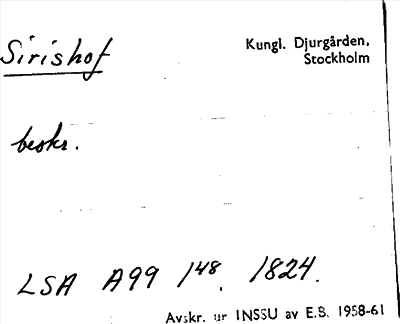 Sirishof
Kungl. Djurgården,
Stockholm
beskr.
LSA A99 148. 1824.
Avskr. ur INSSU av E.S. 1958-61